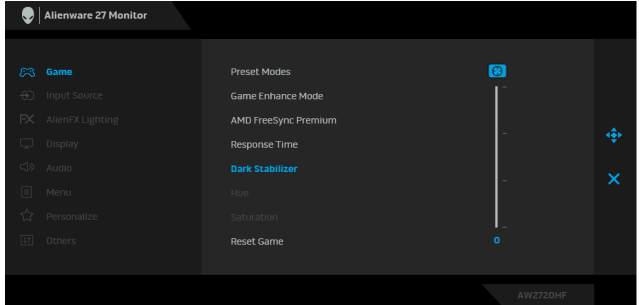 Alienware 27 Monitor
Game
Input Source
AlienFX Lighting
Display
Audio
Menu
Personalize
Others
Preset Modes
Game Enhance Mode
AMD FreeSync Premium
Response Time
Dark Stabilizer
Hue
Saturation
Reset Game
0
AW2720HF